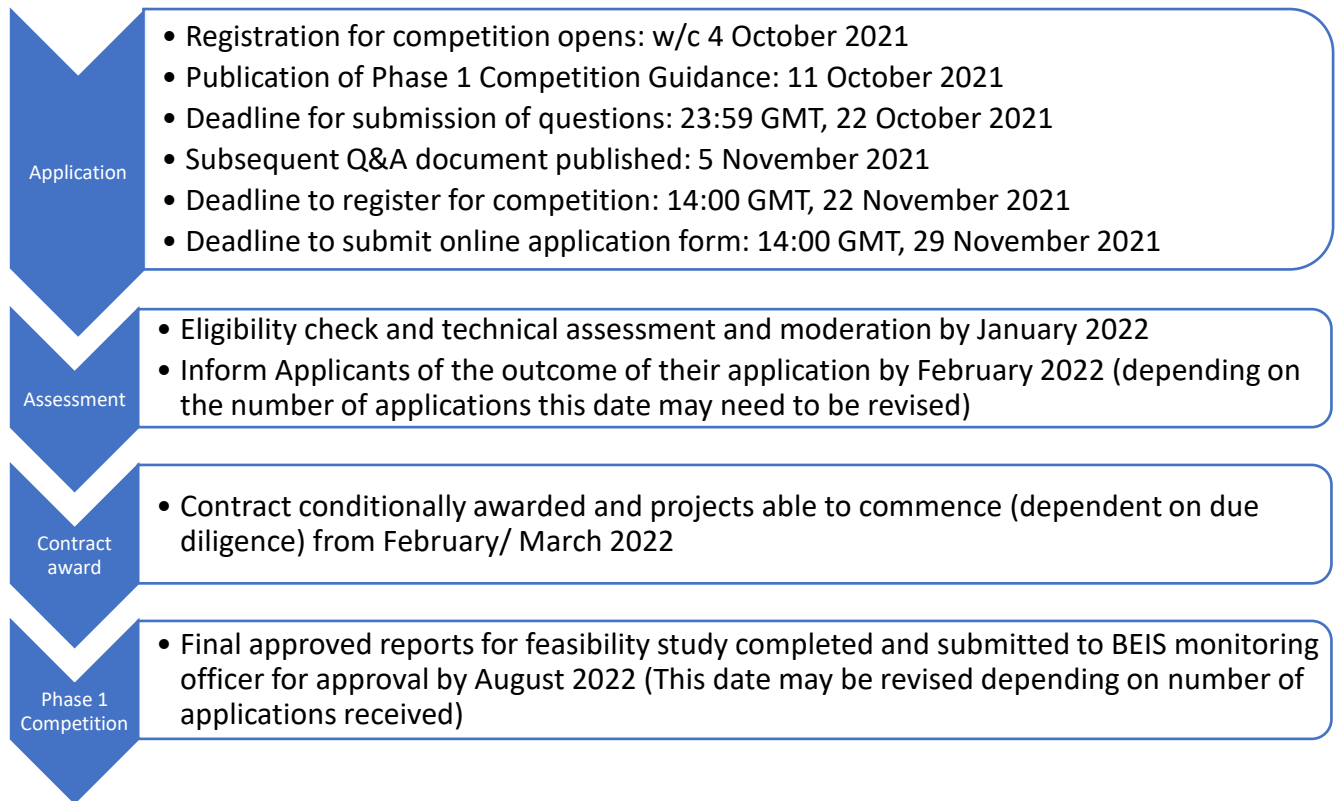 Application
• Registration for competition opens: w/c 4 October 2021
• Publication of Phase 1 Competition Guidance: 11 October 2021
• Deadline for submission of questions: 23:59 GMT, 22 October 2021
• Subsequent Q&A document published: 5 November 2021
• Deadline to register for competition: 14:00 GMT, 22 November 2021
• Deadline to submit online application form: 14:00 GMT, 29 November 2021
Assessment
• Eligibility check and technical assessment and moderation by January 2022
• Inform Applicants of the outcome of their application by February 2022 (depending on
the number of applications this date may need to be revised)
Contract
award
• Contract conditionally awarded and projects able to commence (dependent on due
diligence) from February/ March 2022
Phase 1
Competition
• Final approved reports for feasibility study completed and submitted to BEIS monitoring
officer for approval by August 2022 (This date may be revised depending on number of
applications received)